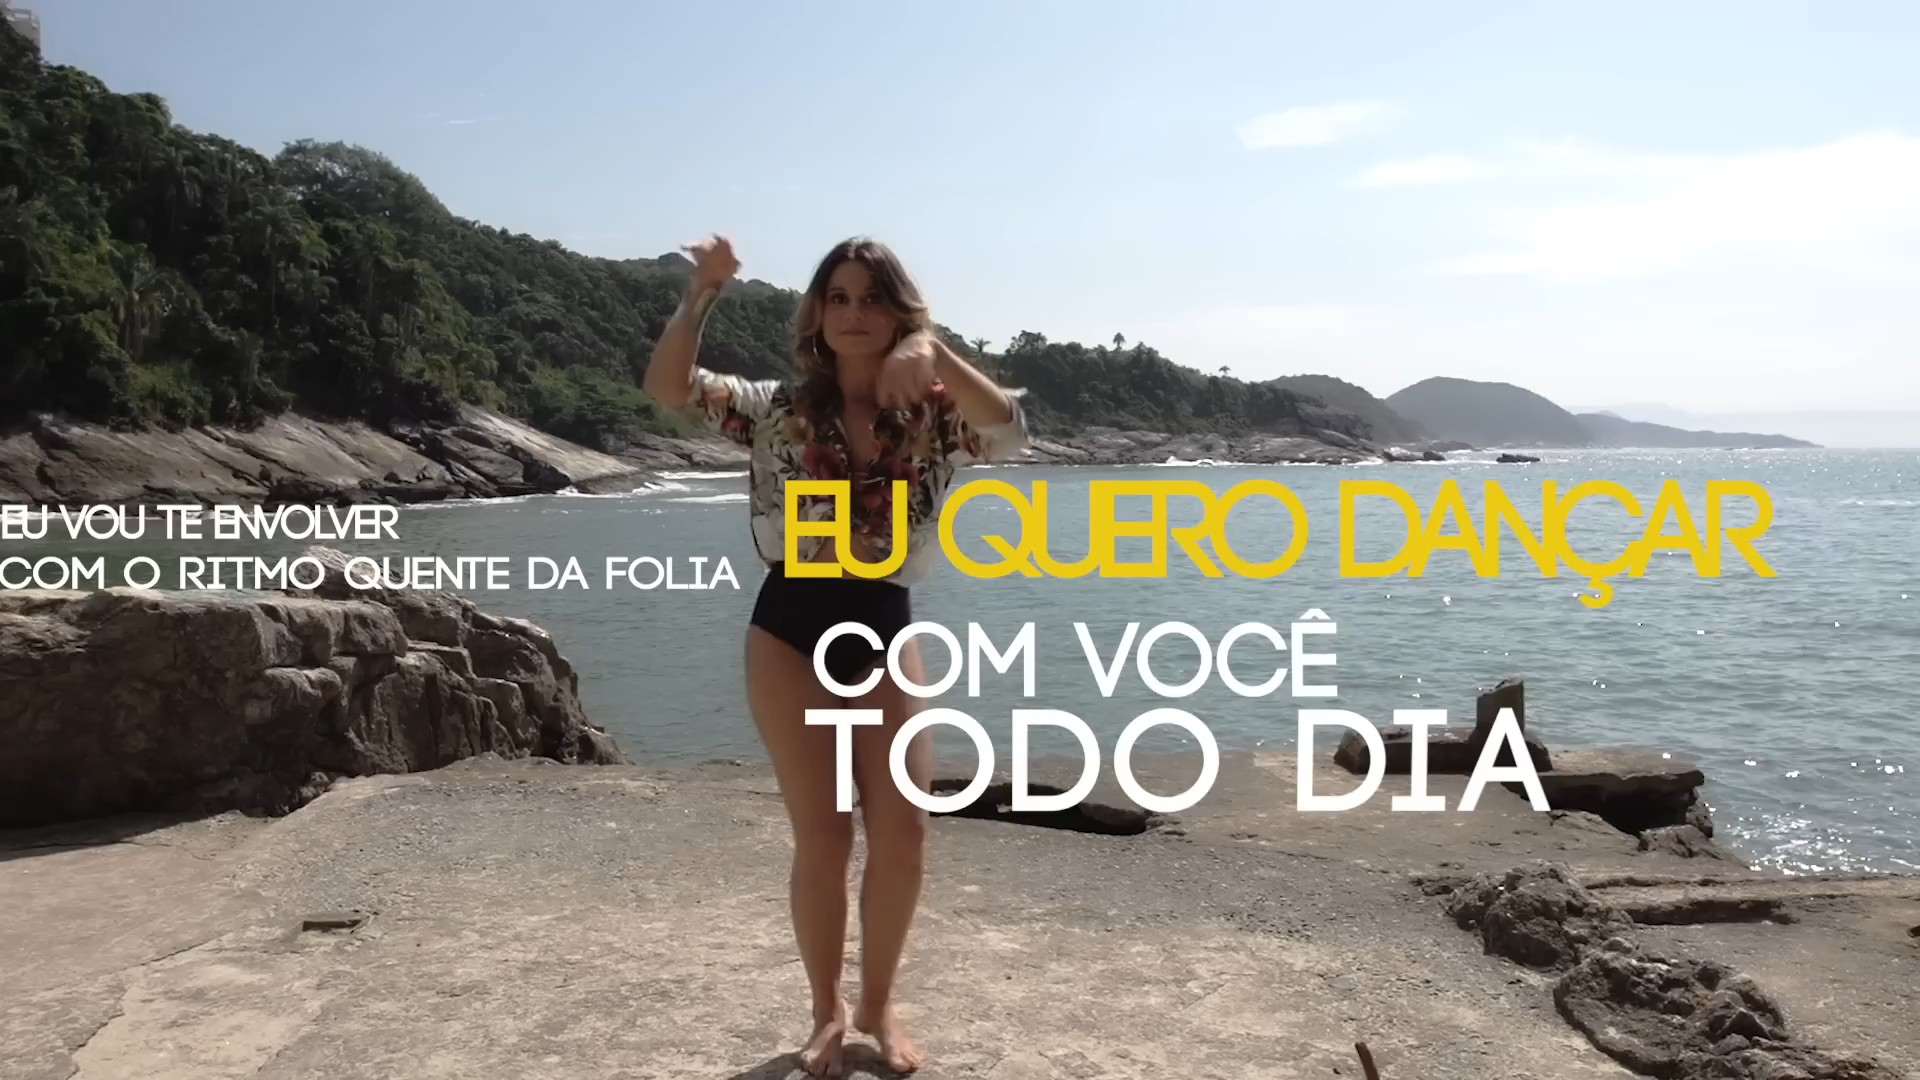 EU VOU TE ENVOLVER
COM O RITMO QUENTE DA FOLIA
EU QUERO DANÇAR
COM VOCÊ
TODO DIA